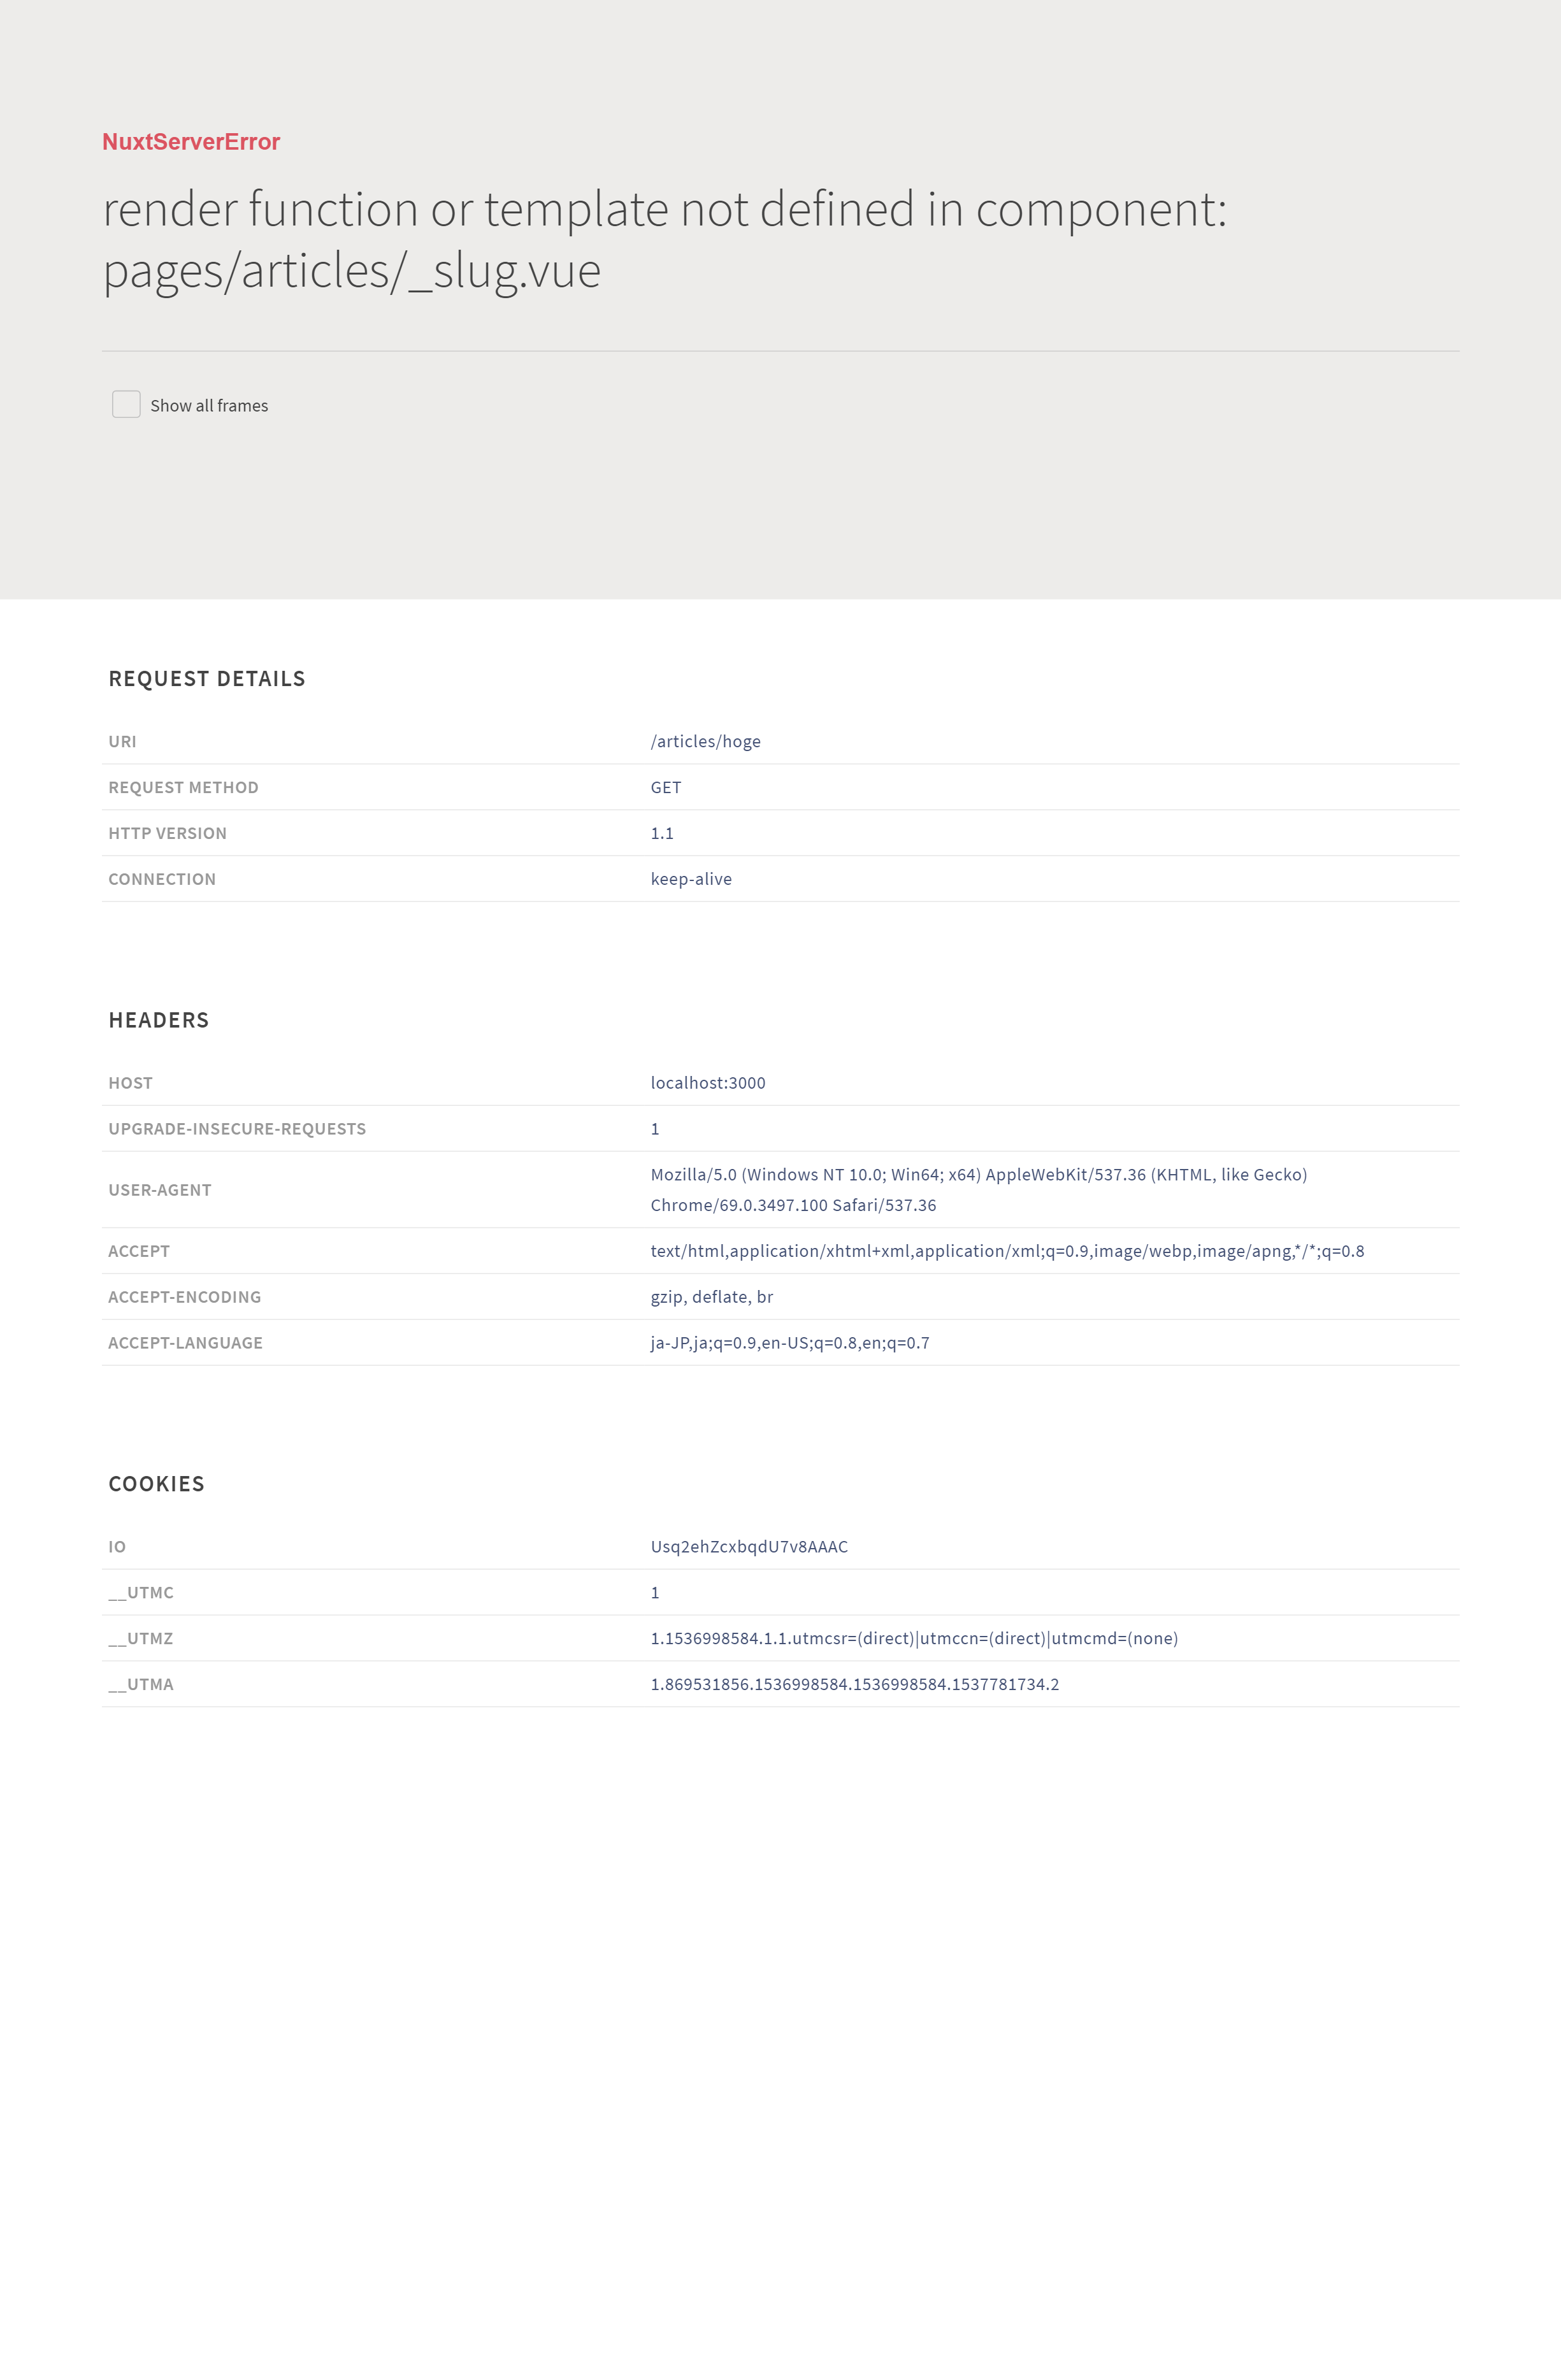 NuxtServerError
render function or template not defined in component:
pages/articles/_slug.vue
Show all frames
REQUEST DETAILS
URI /articles/hoge
REQUEST METHOD GET
HTTP VERSION 1.1
CONNECTION keep-alive
HEADERS
HOST localhost:3000
UPGRADE-INSECURE-REQUESTS 1
USER-AGENT Mozilla/5.0 (Windows NT 10.0; Win64; x64) AppleWebKit/537.36 (KHTML, like Gecko)
Chrome/69.0.3497.100 Safari/537.36
ACCEPT text/html,application/xhtml+xml,application/xml;q=0.9,image/webp,image/apng,*/*;q=0.8
ACCEPT-ENCODING gzip, deflate, br
ACCEPT-LANGUAGE ja-JP,ja;q=0.9,en-US;q=0.8,en;q=0.7
COOKIES
IO Usq2ehZcxbqdU7v8AAAC
__UTMC 1
__UTMZ 1.1536998584.1.1.utmcsr=(direct)|utmccn=(direct)|utmcmd=(none)
__UTMA 1.869531856.1536998584.1536998584.1537781734.2